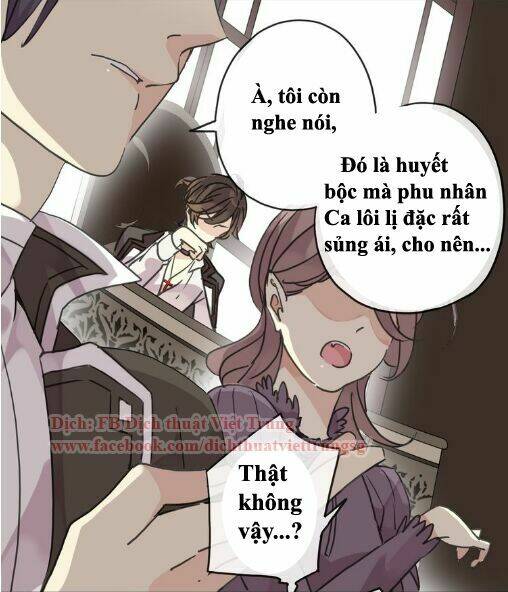 À, tôi còn
nghe nói,
Đó là huyết
bộc mà phu nhân
Ca lôi lị đặc rất
sủng ái, cho nên...
Dịch: FB Dịch thuật Việt Trung
www.facebook.com/dichthuatviettrungsg
Thật
không
vậy...?